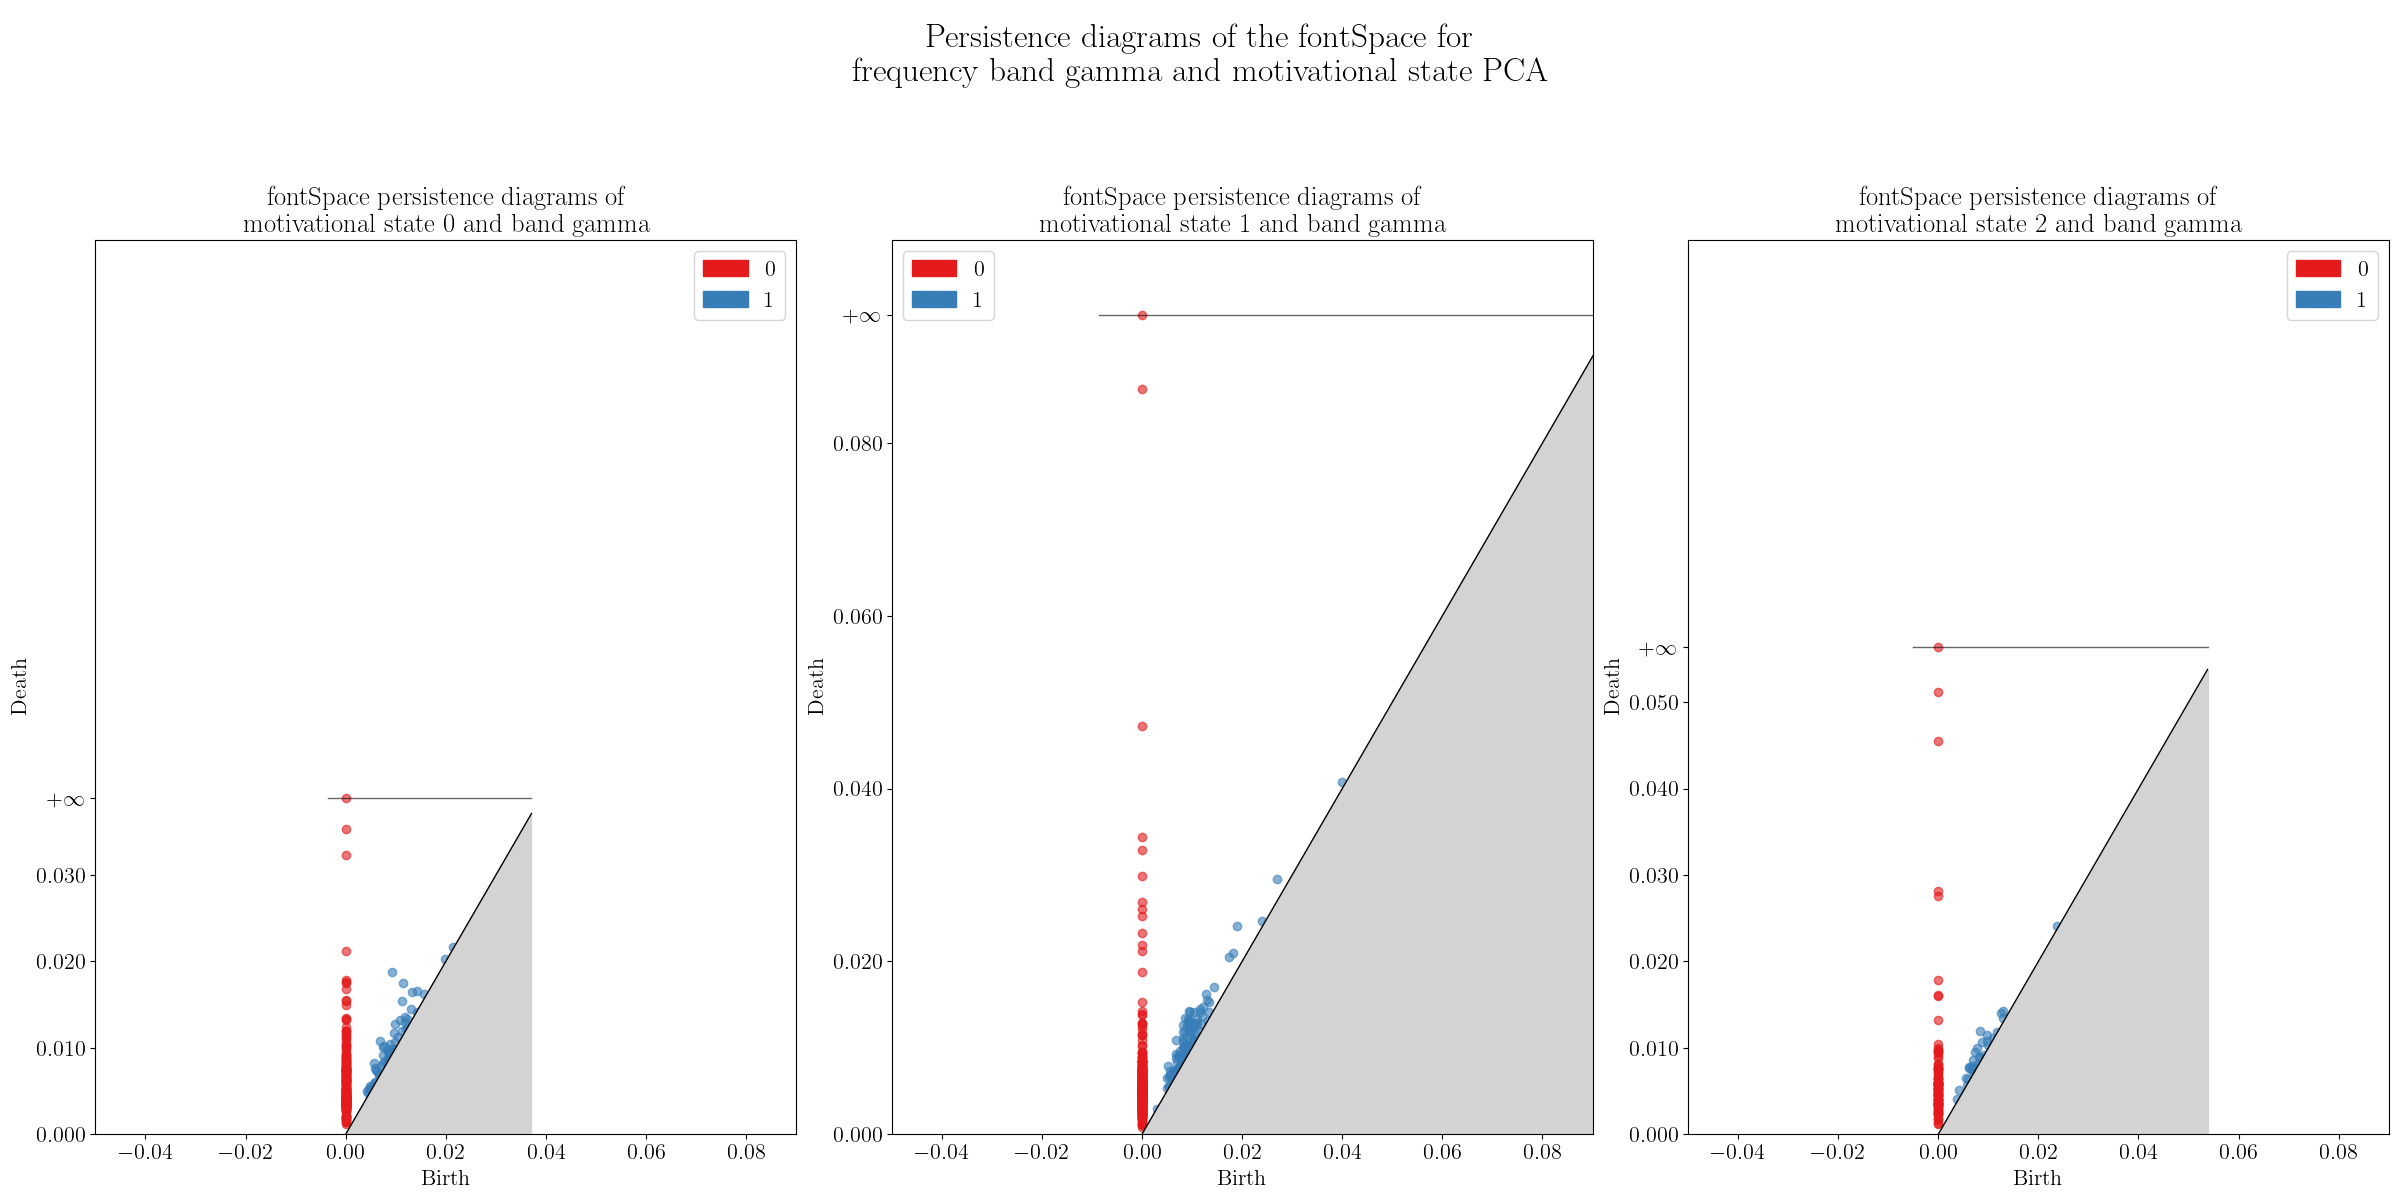 Persistence diagrams of the fontSpace for
frequency band gamma and motivational state PCA
fontSpace persistence diagrams of
motivational state 0 and band gamma
0
1
Death
+∞
0.030
0.020
0.010
0.000
−0.04 −0.02 0.00 0.02 0.04 0.06 0.08
Birth
fontSpace persistence diagrams of
motivational state 1 and band gamma
0
1
Death
+∞
0.080
0.060
0.040
0.020
0.000
−0.04 −0.02 0.00 0.02 0.04 0.06 0.08
Birth
fontSpace persistence diagrams of
motivational state 2 and band gamma
0
1
Death
+∞
0.050
0.040
0.030
0.020
0.010
0.000
−0.04 −0.02 0.00 0.02 0.04 0.06 0.08
Birth